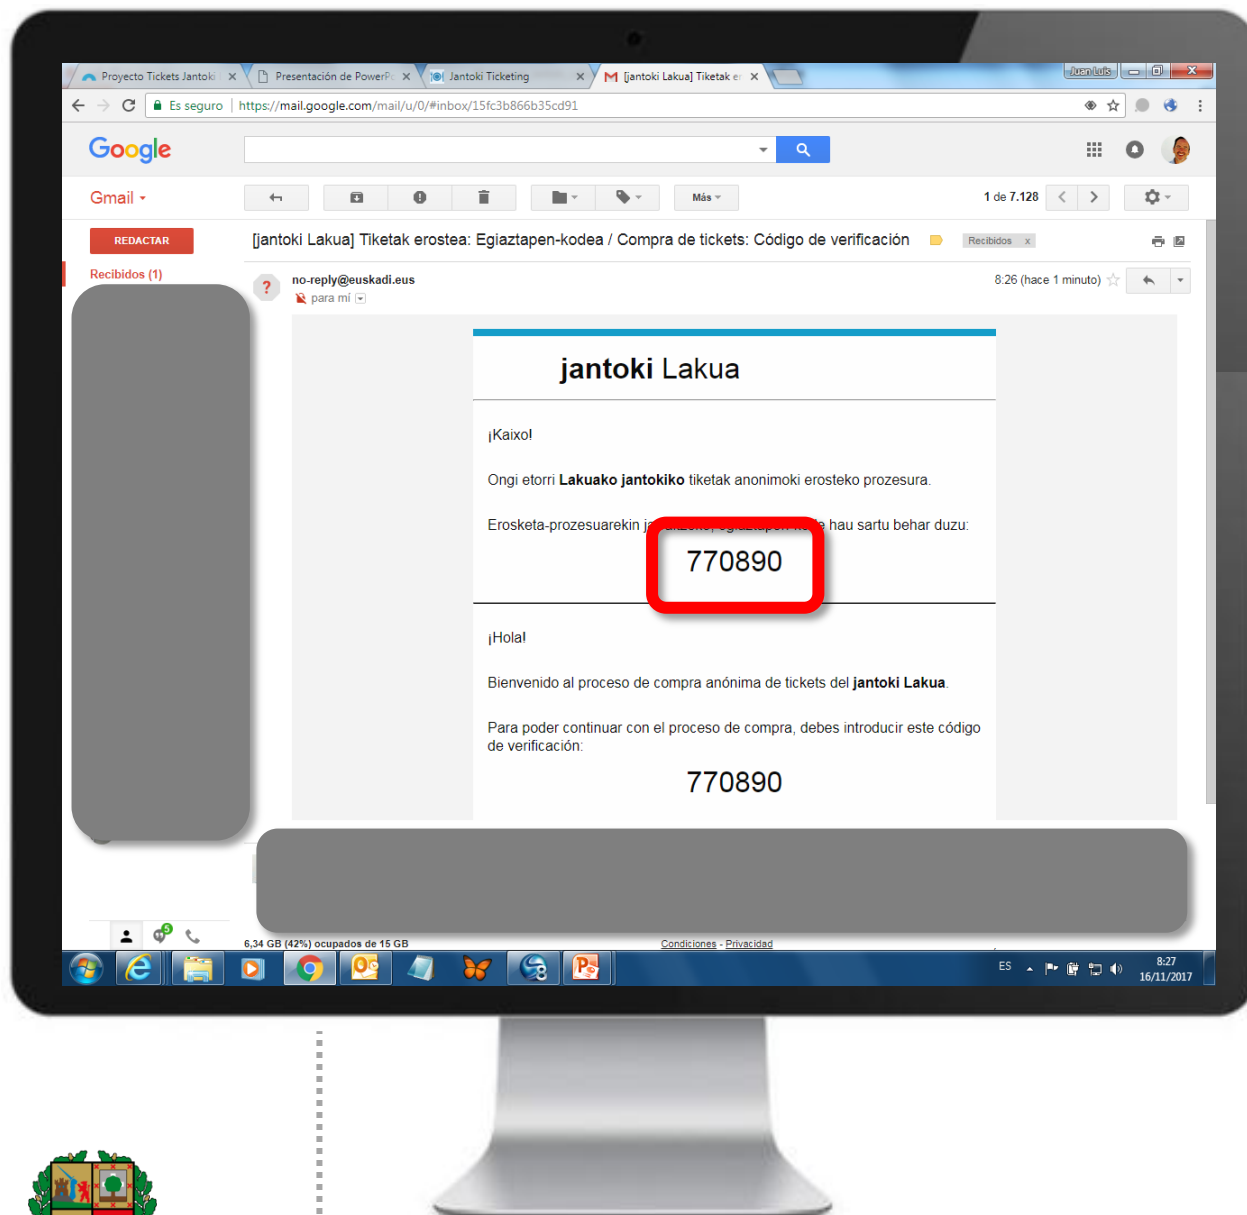 Proyecto Tickets Jantoki
Presentación de PowerPo
Jantoki Ticketing
[jantoki Lakua] Tiketak er
Juan Luis
Es seguro
https://mail.google.com/mail/u/0/#inbox/15fc3b866b35cd91
Google
Gmail
Más
1 de 7.128
REDACTAR
[jantoki Lakua] Tiketak erostea: Egiaztapen-kodea / Compra de tickets: Código de verificación
Recibidos x
Recibidos (1)
no-reply@euskadi.eus
8:26 (hace 1 minuto)
para mí
jantoki Lakua
¡Kaixo!
Ongi etorri Lakuako jantokiko tiketak anonimoki erosteko prozesura.
Erosketa-prozesuarekin hau sartu behar duzu:
770890
¡Hola!
Bienvenido al proceso de compra anónima de tickets del jantoki Lakua.
Para poder continuar con el proceso de compra, debes introducir este código
de verificación:
770890
5
6,34 GB (42%) ocupados de 15 GB
Condiciones - Privacidad
ES
8:27
16/11/2017